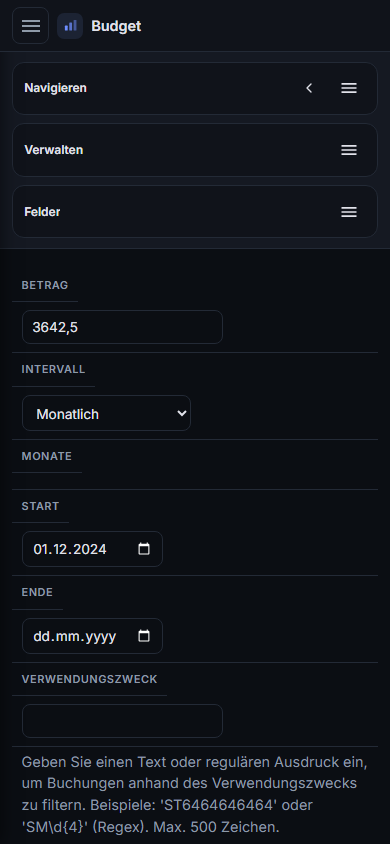 Budget
Navigieren
Verwalten
Felder
BETRAG
3642,5
INTERVALL
Monatlich
MONATE
START
01.12.2024
ENDE
dd.mm.yyyy
VERWENDUNGSZWECK
Geben Sie einen Text oder regulären Ausdruck ein,
um Buchungen anhand des Verwendungszwecks
zu filtern. Beispiele: 'ST6464646464' oder
'SM\d{4}' (Regex). Max. 500 Zeichen.